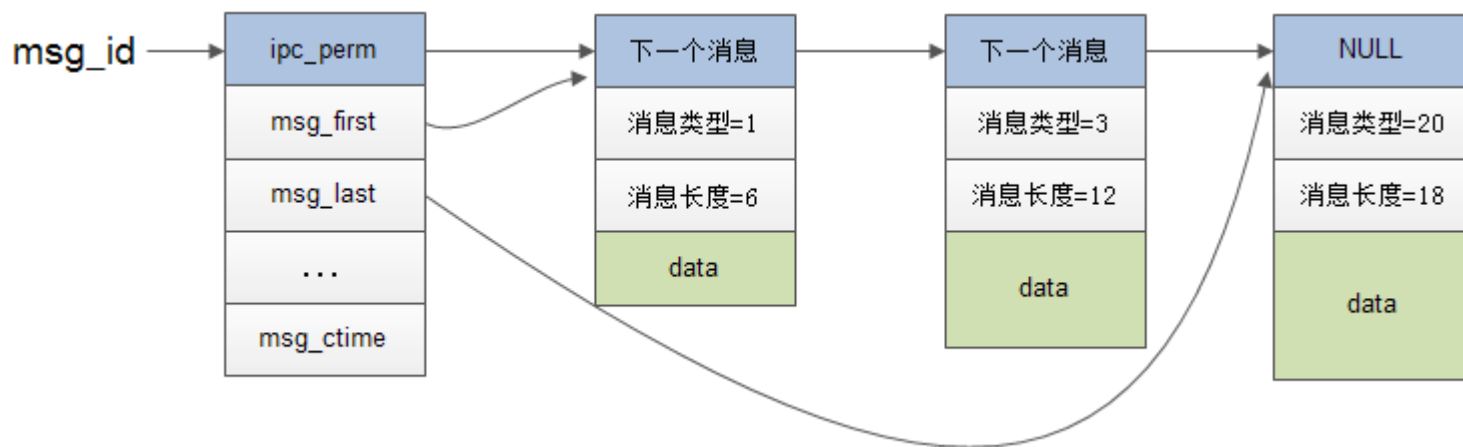 msg_id
ipc_perm
msg_first
msg_last
...
msg_ctime
下一个消息
消息类型=1
消息长度=6
data
下一个消息
消息类型=3
消息长度=12
data
NULL
消息类型=20
消息长度=18
data